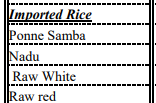 Imported Rice
Ponne Samba
Nadu
Raw White
Raw red